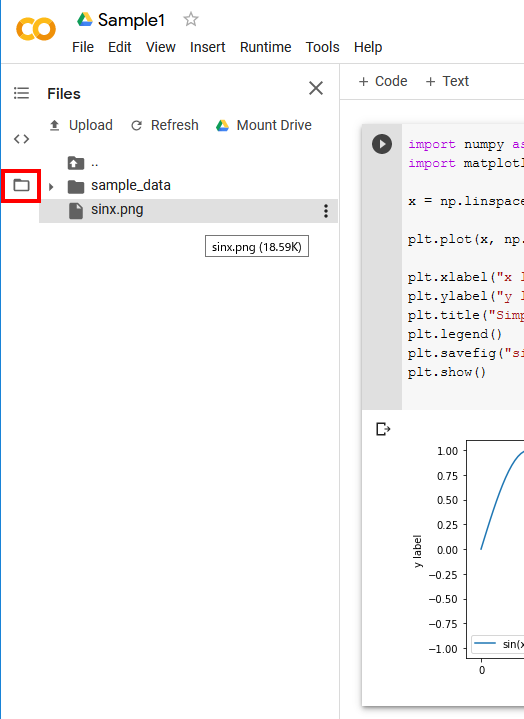 Sample1
File Edit View Insert Runtime Tools Help
Files
Upload Refresh Mount Drive
..
sample_data
sinx.png
sinx.png (18.59K)
+ Code + Text
import numpy as
import matplotl
x = np.linspace
plt.plot(x, np.
plt.xlabel("x l
plt.ylabel("y l
plt.title("Simp
plt.legend()
plt.savefig("si
plt.show()
1.00
0.75
0.50
0.25
0.00
−0.25
−0.50
−0.75
−1.00
y label
sin(x
0